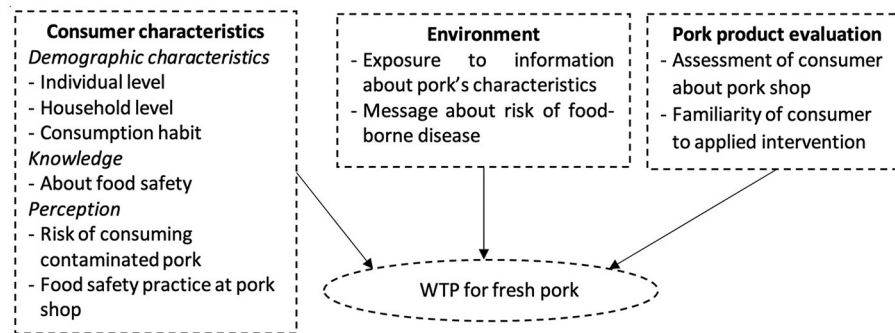 Consumer characteristics
Demographic characteristics
- Individual level
- Household level
- Consumption habit
Knowledge
- About food safety
Perception
- Risk of consuming
contaminated pork
- Food safety practice at pork
shop
Environment
- Exposure to information
about pork's characteristics
- Message about risk of food-
borne disease
Pork product evaluation
- Assessment of consumer
about pork shop
- Familiarity of consumer
to applied intervention
WTP for fresh pork